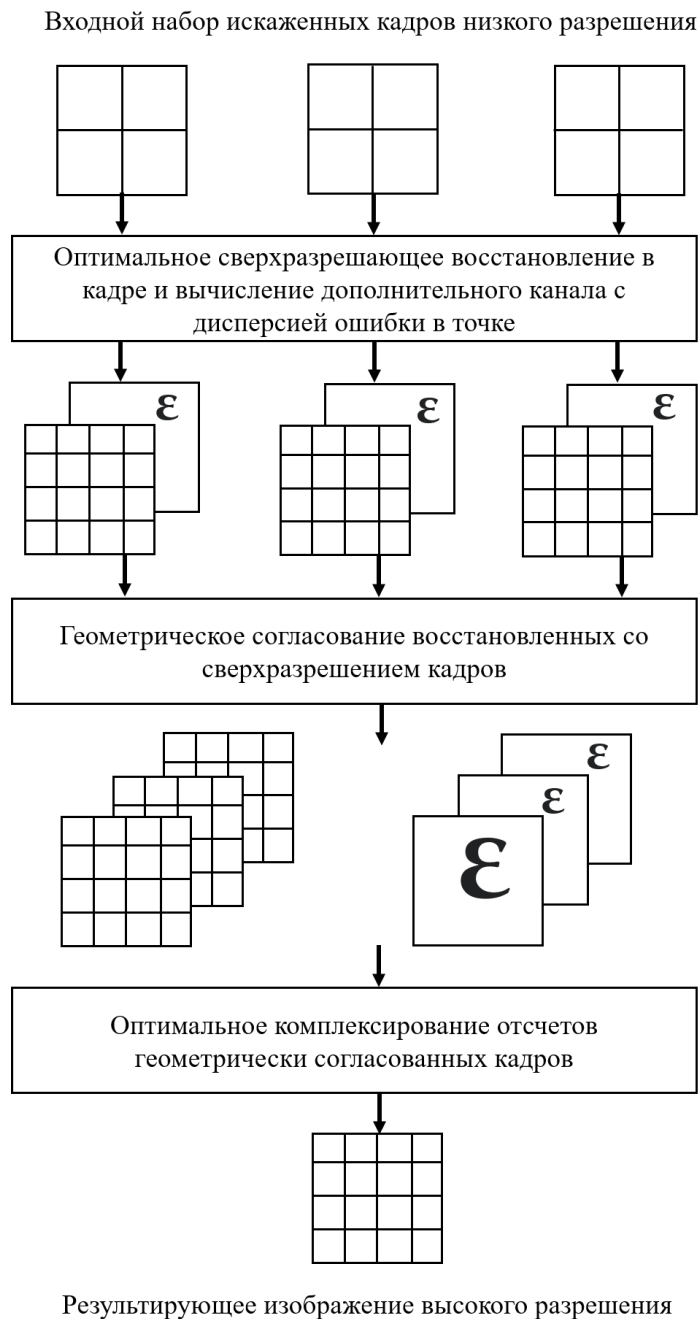 Входной набор искаженных кадров низкого разрешения
Оптимальное сверхразрешающее восстановление в
кадре и вычисление дополнительного канала с
дисперсией ошибки в точке
ε
ε
ε
Геометрическое согласование восстановленных со
сверхразрешением кадров
ε
ε
ε
Оптимальное комплексирование отсчетов
геометрически согласованных кадров
Результирующее изображение высокого разрешения